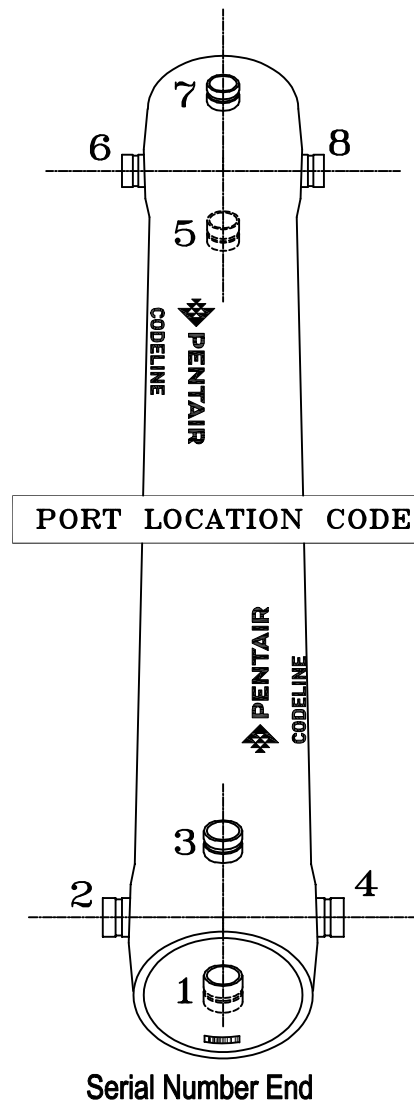 7
6
8
5
CODELINE
PENTAIR
PORT LOCATION CODE
PENTAIR
CODELINE
3
2
4
1
Serial Number End